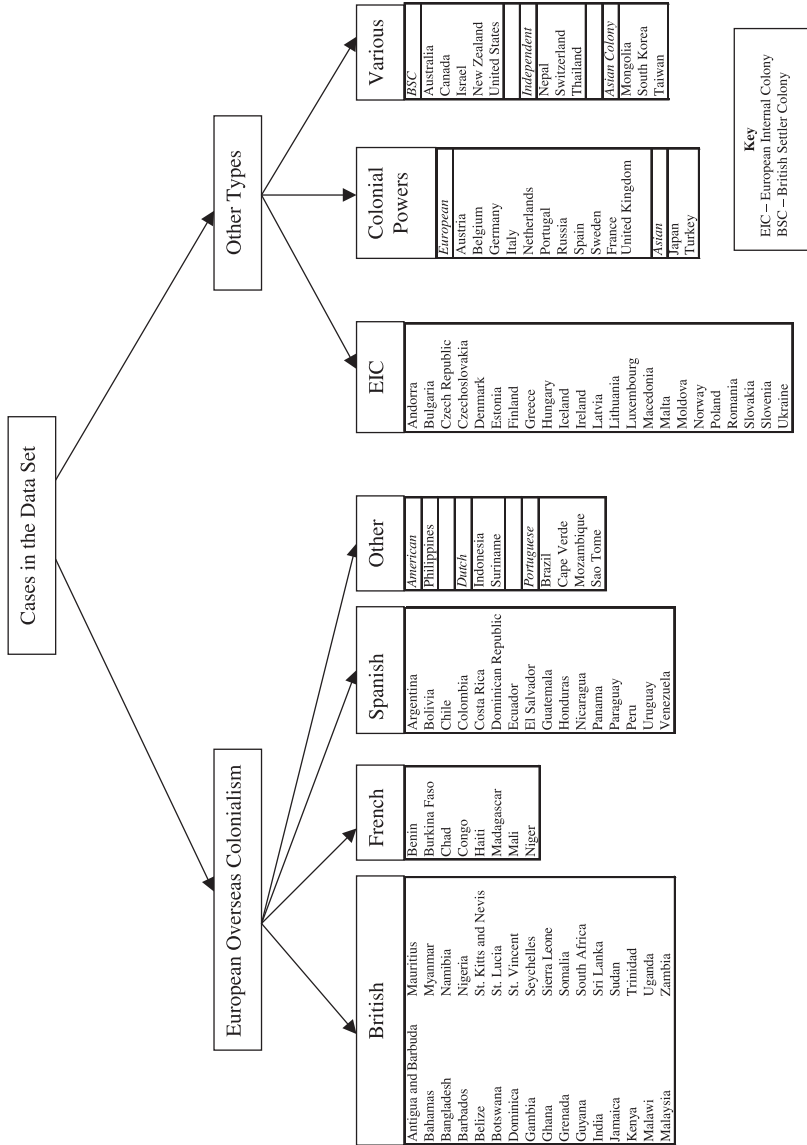 Cases in the Data Set
European Overseas Colonialism
Other Types
British
Antigua and Barbuda
Bahamas
Bangladesh
Barbados
Belize
Botswana
Dominica
Gambia
Ghana
Grenada
Guyana
India
Jamaica
Kenya
Malawi
Malaysia
Mauritius
Myanmar
Namibia
Nigeria
St. Kitts and Nevis
St. Lucia
St. Vincent
Seychelles
Sierra Leone
Somalia
South Africa
Sri Lanka
Sudan
Trinidad
Uganda
Zambia
French
Benin
Burkina Faso
Chad
Congo
Haiti
Madagascar
Mali
Niger
Spanish
Argentina
Bolivia
Chile
Colombia
Costa Rica
Dominican Republic
Ecuador
El Salvador
Guatemala
Honduras
Nicaragua
Panama
Paraguay
Peru
Uruguay
Venezuela
Other
American
Philippines
Dutch
Indonesia
Suriname
Portuguese
Brazil
Cape Verde
Mozambique
Sao Tome
EIC
Andorra
Bulgaria
Czech Republic
Czechoslovakia
Denmark
Estonia
Finland
Greece
Hungary
Iceland
Ireland
Latvia
Lithuania
Luxembourg
Macedonia
Malta
Moldova
Norway
Poland
Romania
Slovakia
Slovenia
Ukraine
Colonial
Powers
European
Austria
Belgium
Germany
Italy
Netherlands
Portugal
Russia
Spain
Sweden
France
United Kingdom
Asian
Japan
Turkey
Various
BSC
Australia
Canada
Israel
New Zealand
United States
Independent
Nepal
Switzerland
Thailand
Asian Colony
Mongolia
South Korea
Taiwan
Key
EIC – European Internal Colony
BSC – British Settler Colony